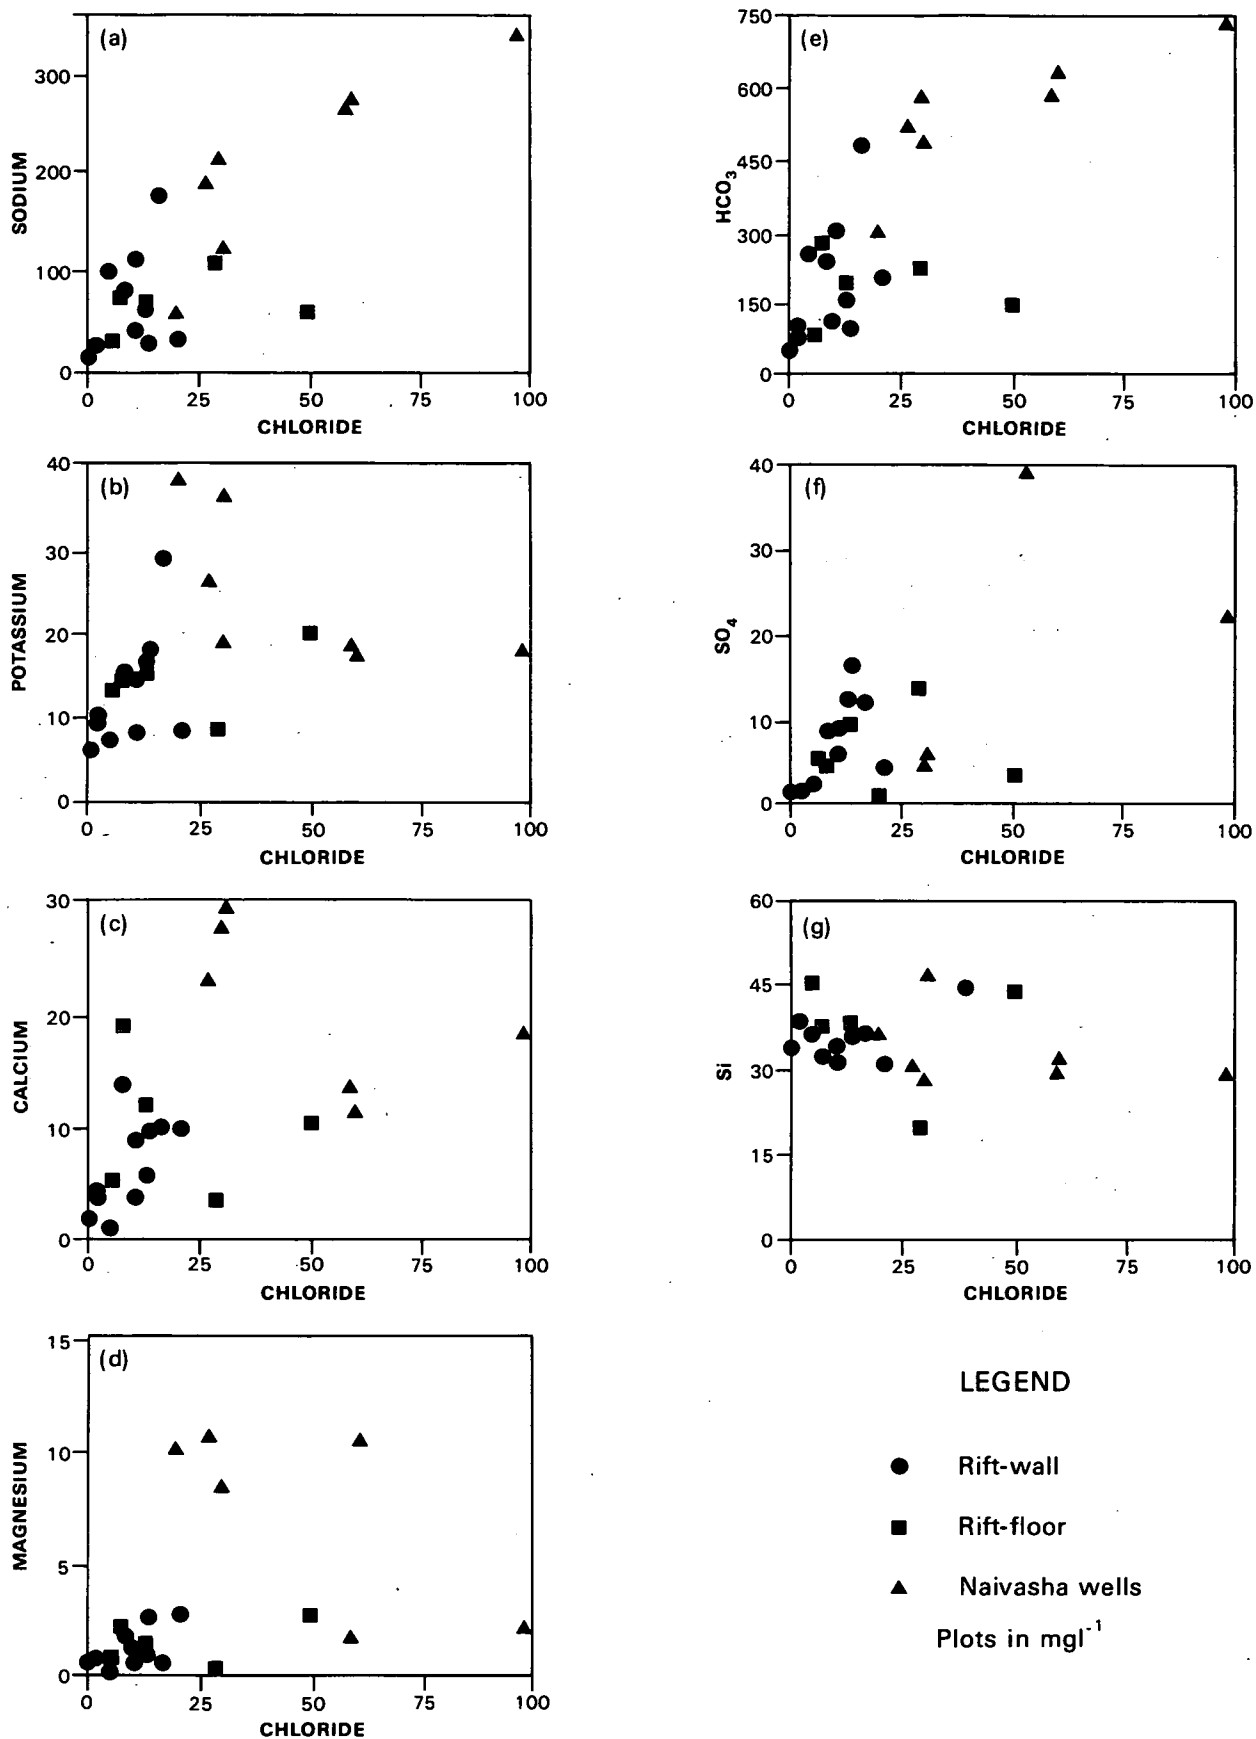 (a)
SODIUM
300
200
100
0
0 25 50 75 100
CHLORIDE
(e)
HCO3
750
600
450
300
150
0
0 25 50 75 100
CHLORIDE
(b)
POTASSIUM
40
30
20
10
0
0 25 50 75 100
CHLORIDE
(f)
SO4
40
30
20
10
0
0 25 50 75 100
CHLORIDE
(c)
CALCIUM
30
20
10
0
0 25 50 75 100
CHLORIDE
(g)
Si
60
45
30
15
0
0 25 50 75 100
CHLORIDE
(d)
MAGNESIUM
15
10
5
0
0 25 50 75 100
CHLORIDE
LEGEND
Rift-wall
Rift-floor
Naivasha wells
Plots in mgl-1